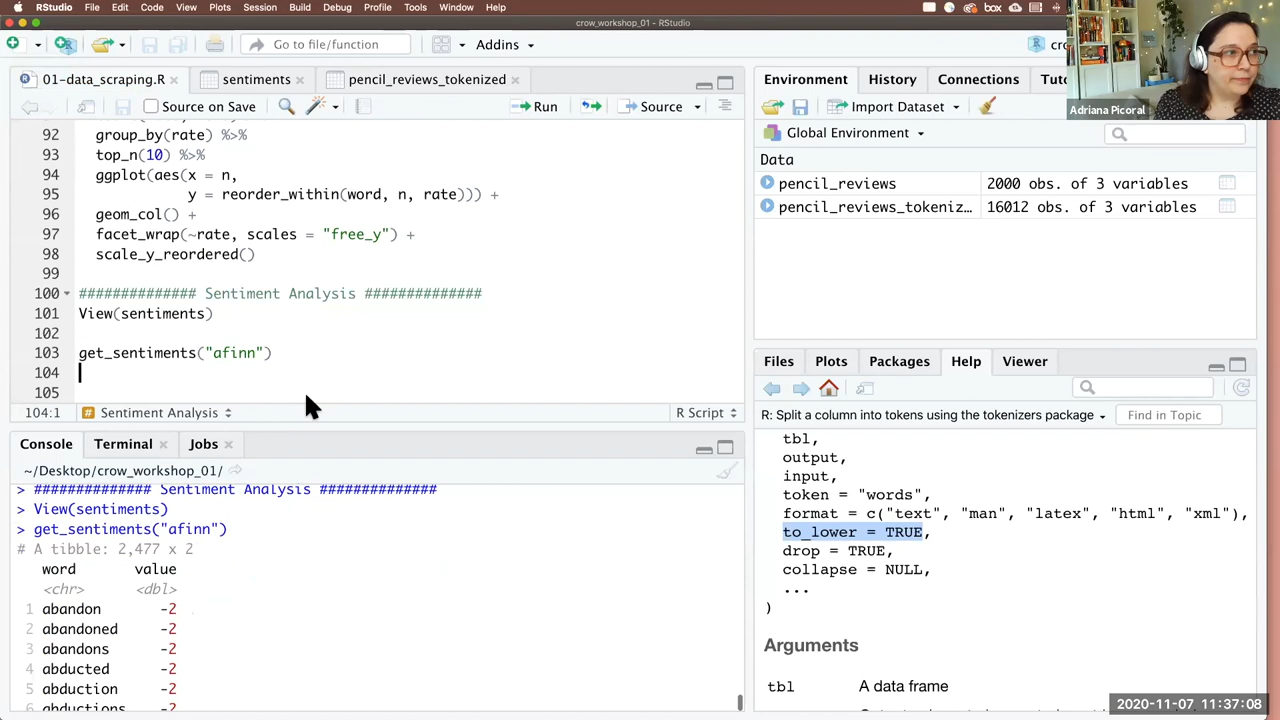 RStudio File Edit Code View Plots Session Build Debug Profile Tools Window Help box
crow_workshop_01 - RStudio
Go to file/function Addins
01-data_scraping.R sentiments pencil_reviews_tokenized
Source on Save Run Source
92 group_by(rate) %>%
93 top_n(10) %>%
94 ggplot(aes(x = n,
95 y = reorder_within(word, n, rate))) +
96 geom_col() +
97 facet_wrap(~rate, scales = "free_y") +
98 scale_y_reordered()
99
100 ############## Sentiment Analysis ##############
101 View(sentiments)
102
103 get_sentiments("afinn")
104
105
104:1 Sentiment Analysis R Script
Console Terminal Jobs
~/Desktop/crow_workshop_01/
> ############## Sentiment Analysis ##############
> View(sentiments)
> get_sentiments("afinn")
# A tibble: 2,477 x 2
word value
<chr> <dbl>
1 abandon -2
2 abandoned -2
3 abandons -2
4 abducted -2
5 abduction -2
6 abductions -2
Environment History Connections Tu
Import Dataset
Global Environment
Data
pencil_reviews 2000 obs. of 3 variables
pencil_reviews_tokeniz… 16012 obs. of 3 variables
Files Plots Packages Help Viewer
R: Split a column into tokens using the tokenizers package Find in Topic
tbl,
output,
input,
token = "words",
format = c("text", "man", "latex", "html", "xml"),
to_lower = TRUE,
drop = TRUE,
collapse = NULL,
...
)
Arguments
tbl A data frame
Adriana Picoral
2020-11-07 11:37:08